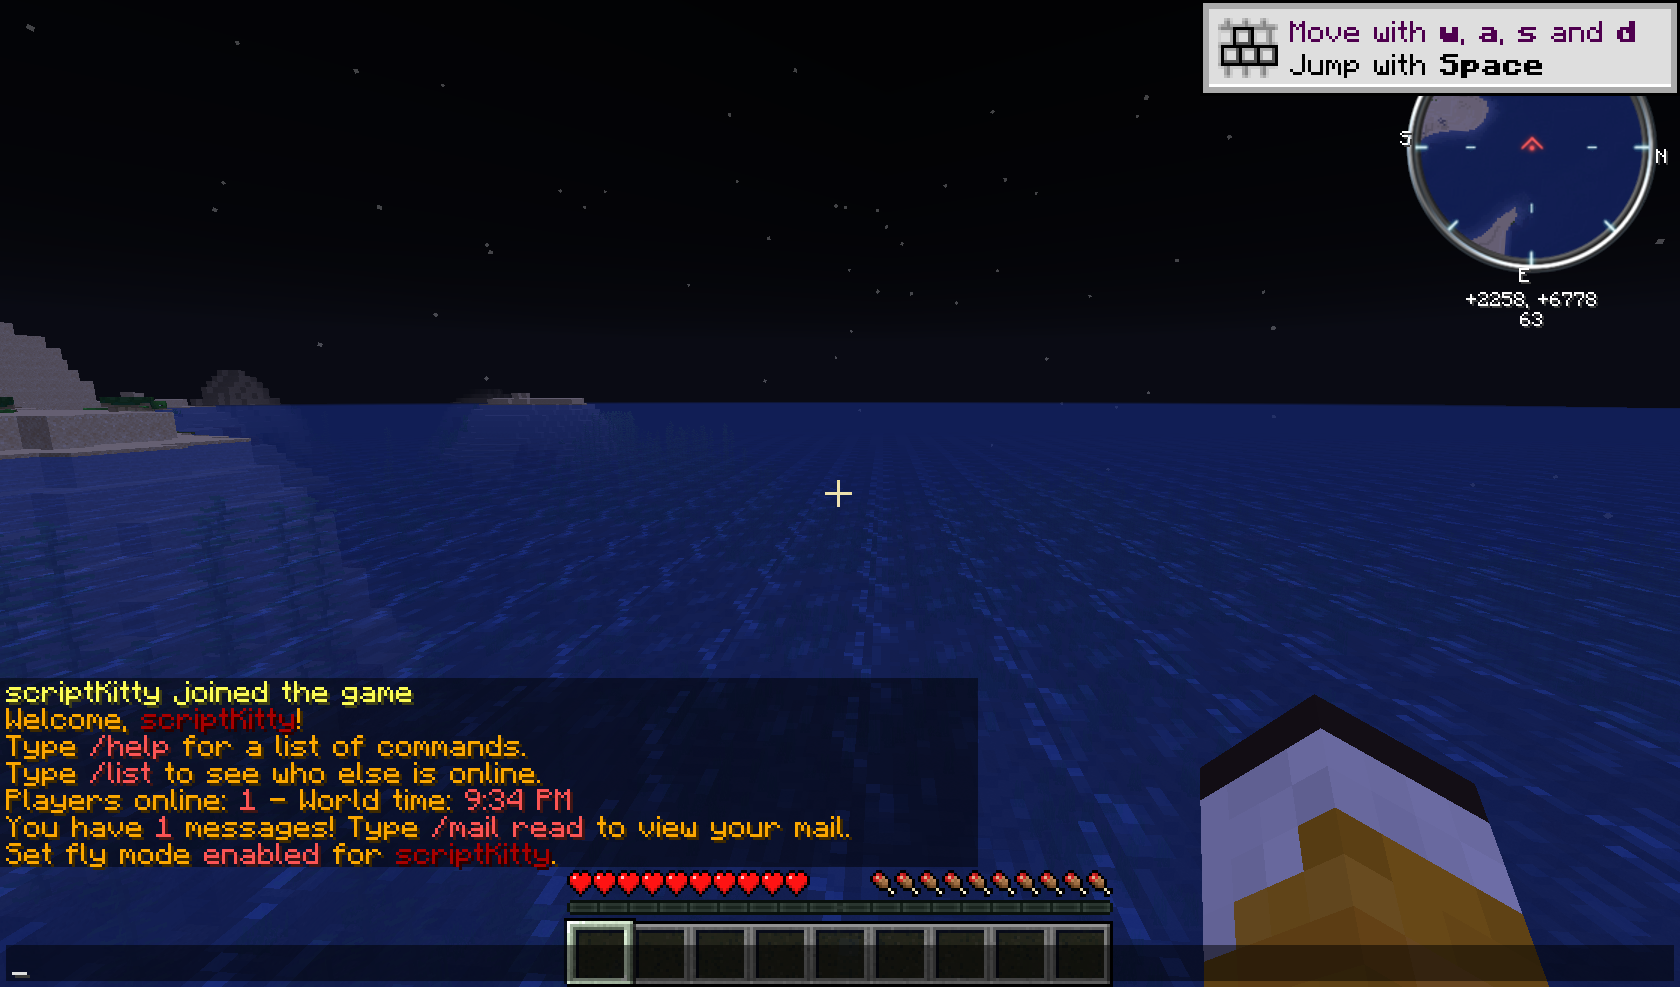 Move with w, a, s and d
Jump with Space
S
N
E
+2258, +6778
63
scriptKitty joined the game
Welcome, scriptKitty!
Type /help for a list of commands.
Type /list to see who else is online.
Players online: 1 - World time: 9:34 PM
You have 1 messages! Type /mail read to view your mail.
Set fly mode enabled for scriptKitty.
_